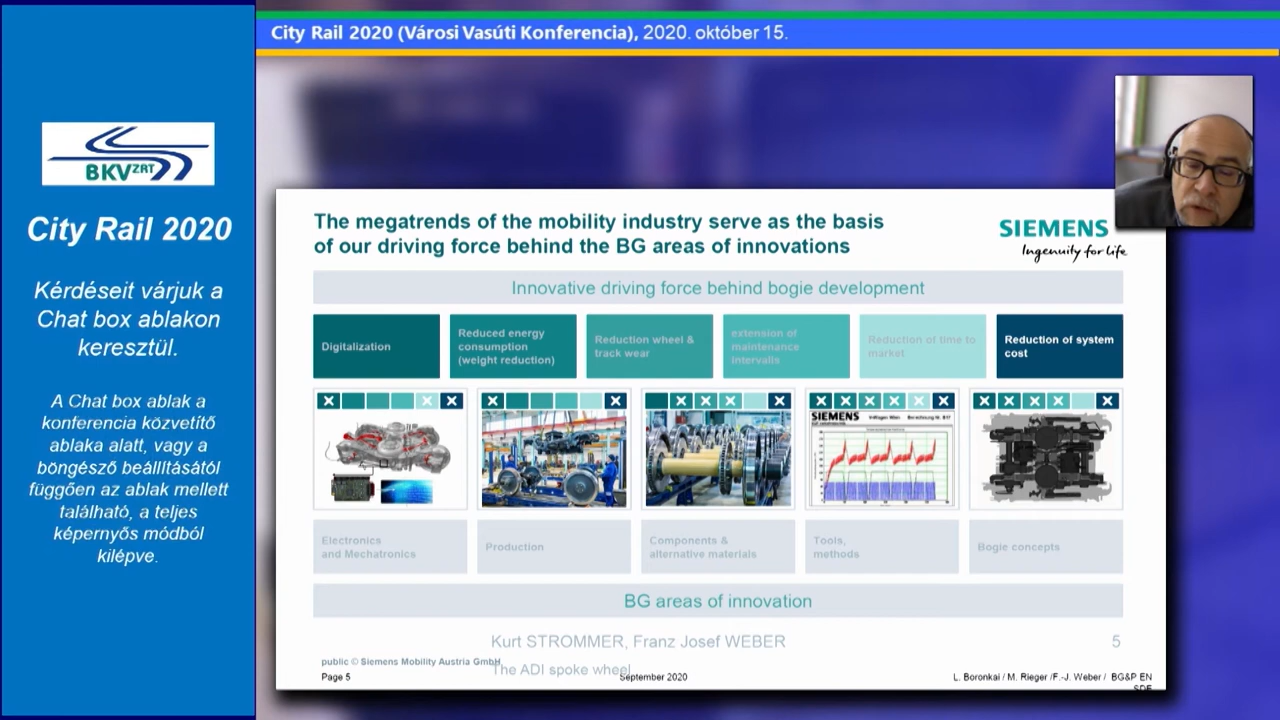 City Rail 2020 (Városi Vasúti Konferencia), 2020. október 15.
BKV ZRT
City Rail 2020
Kérdéseit várjuk a
Chat box ablakon
keresztül.
A Chat box ablak a
konferencia közvetítő
ablaka alatt, vagy a
böngésző beállításától
függően az ablak mellett
található, a teljes
képernyős módból
kilépve.
The megatrends of the mobility industry serve as the basis
of our driving force behind the BG areas of innovations
SIEMENS
Ingenuity for life
Innovative driving force behind bogie development
Digitalization
Reduced energy
consumption
(weight reduction)
Reduction wheel &
track wear
extension of
maintenance
intervalls
Reduction of time to
market
Reduction of system
cost
SIEMENS
Electronics
and Mechatronics
Production
Components &
alternative materials
Tools,
methods
Bogie concepts
BG areas of innovation
Kurt STROMMER, Franz Josef WEBER
5
public © Siemens Mobility Austria GmbH
The ADI spoke wheel
Page 5
September 2020
L. Boronkai / M. Rieger /F.-J. Weber / BG&P EN
SDE